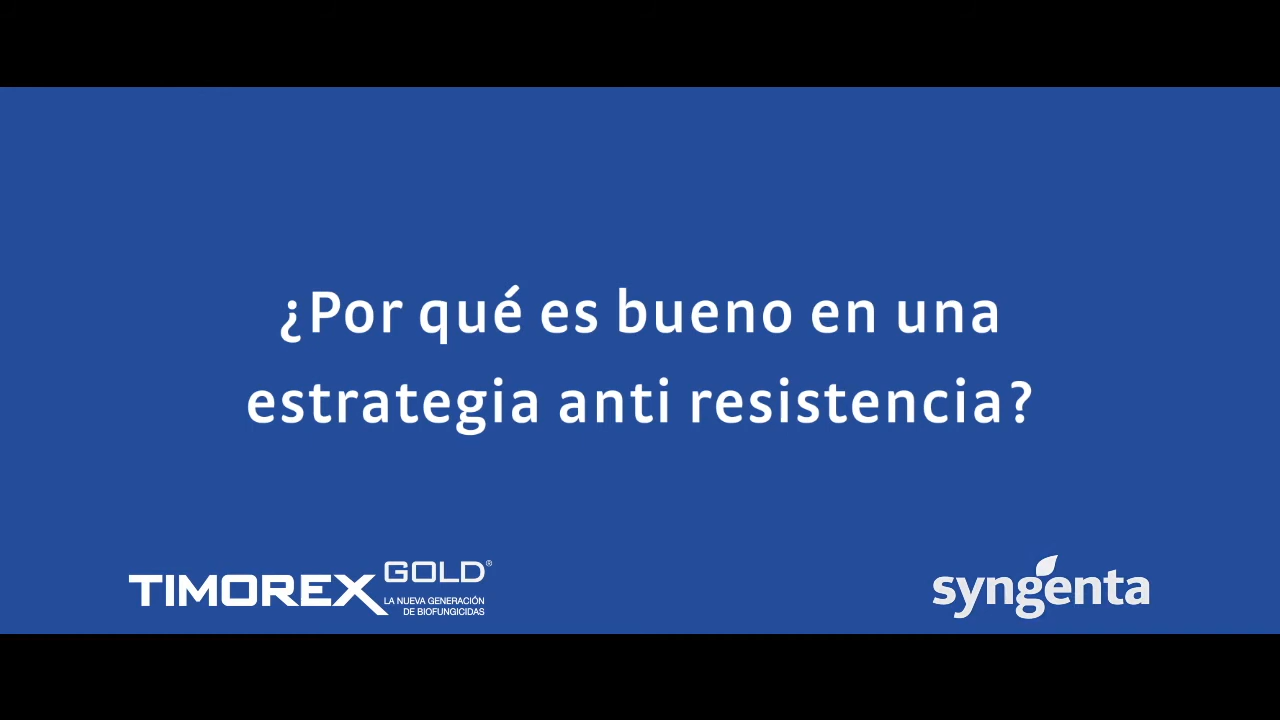 ¿Por qué es bueno en una
estrategia anti resistencia?
TIMOREX GOLD®
LA NUEVA GENERACIÓN
DE BIOFUNGICIDAS
syngenta